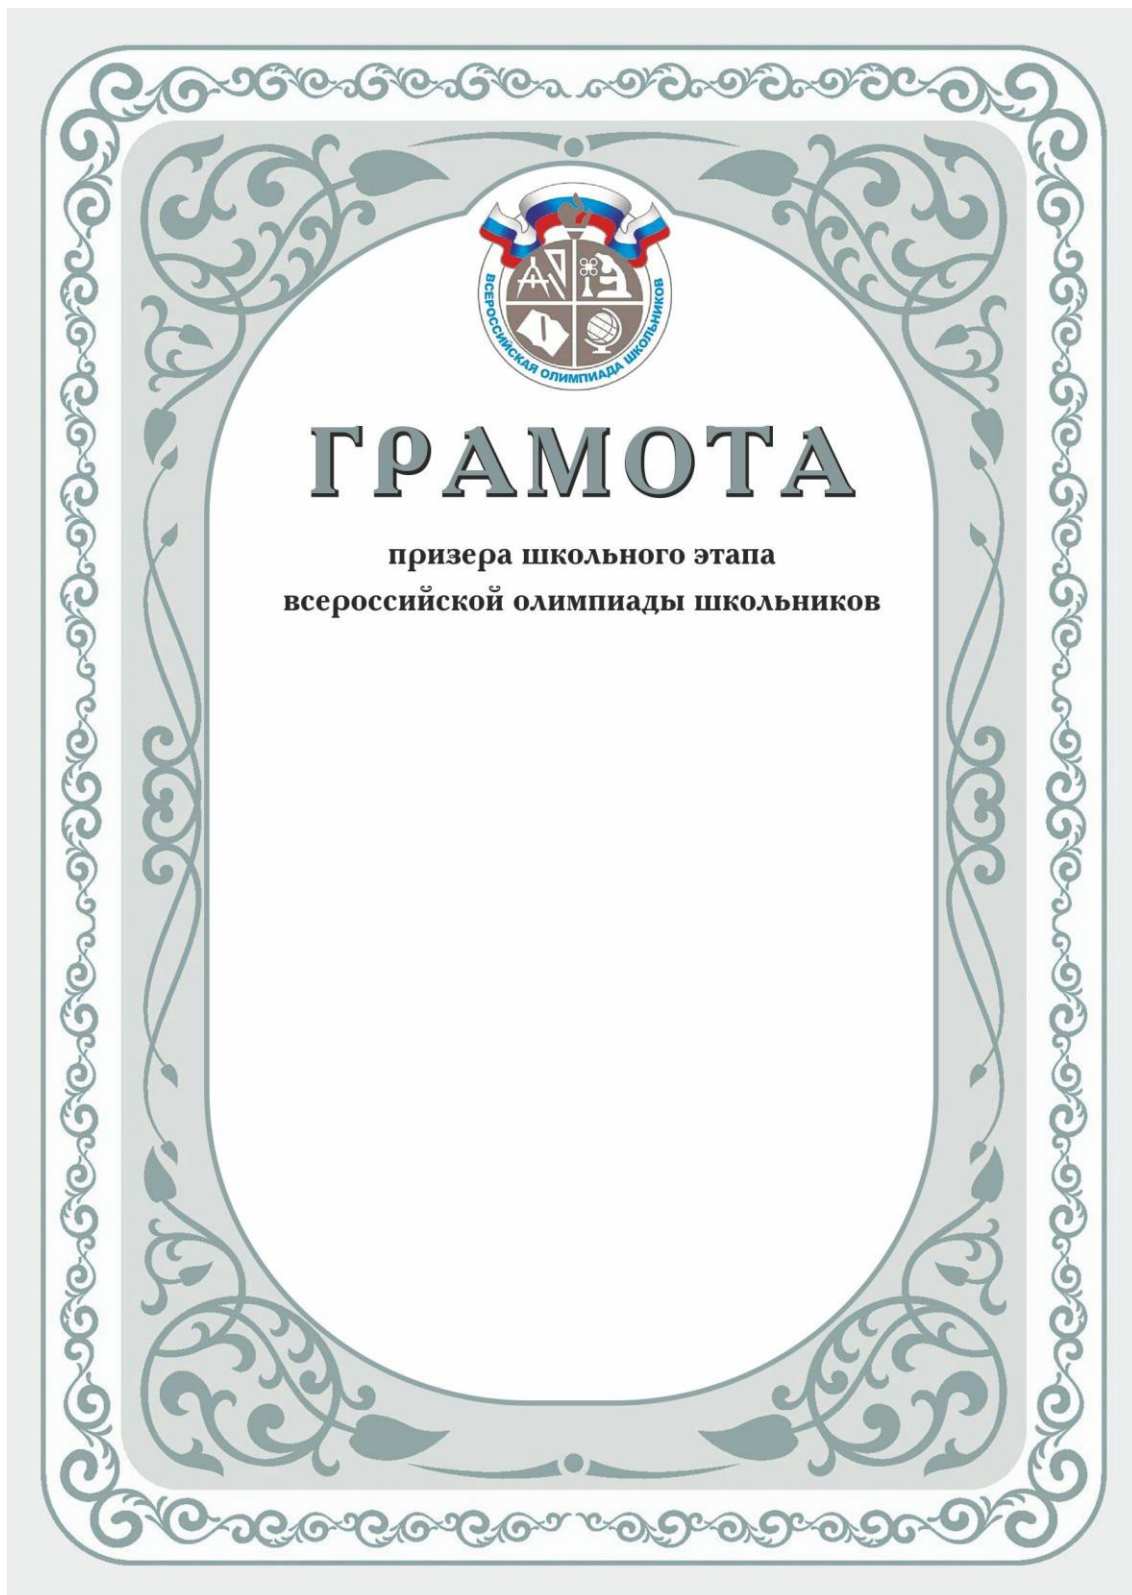 ВСЕРОССИЙСКАЯ ОЛИМПИАДА ШКОЛЬНИКОВ
ГРАМОТА
призера школьного этапа
всероссийской олимпиады школьников